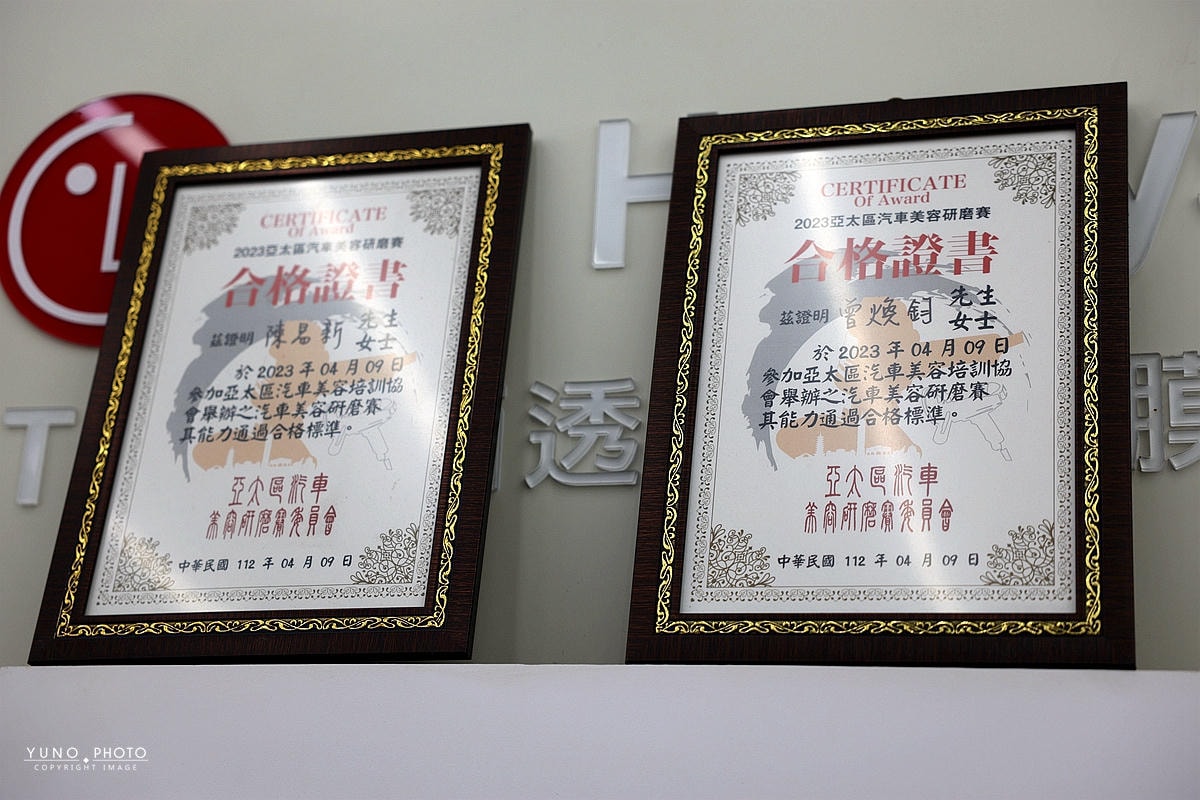 CERTIFICATE
Of Award
2023亞太區汽車美容研磨賽
合格證書
茲證明 陳易新 先生
女士
於 2023 年 04 月 09 日
參加亞太區汽車美容培訓協
會舉辦之汽車美容研磨賽
其能力通過合格標準。
亞太區汽車
美容研磨賽委員會
中華民國 112 年 04 月 09 日
CERTIFICATE
Of Award
2023亞太區汽車美容研磨賽
合格證書
茲證明 曾煥鈞 先生
女士
於 2023 年 04 月 09 日
參加亞太區汽車美容培訓協
會舉辦之汽車美容研磨賽
其能力通過合格標準。
亞太區汽車
美容研磨賽委員會
中華民國 112 年 04 月 09 日
H
T 透 膜
YUNO PHOTO
COPYRIGHT IMAGE